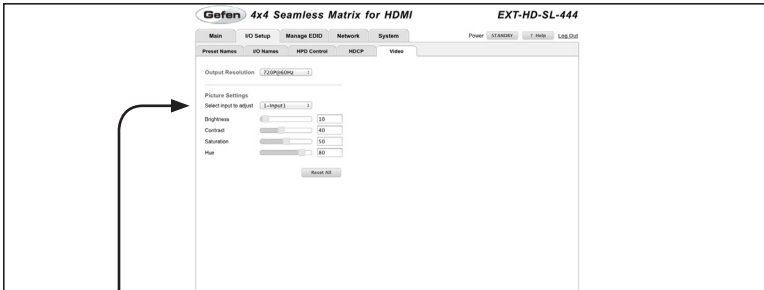 Gefen 4x4 Seamless Matrix for HDMI EXT-HD-SL-444
Main I/O Setup Manage EDID Network System Power STANDBY ? Help Log Out
Preset Names I/O Names HPD Control HDCP Video
Output Resolution 720P@60Hz
Picture Settings
Select input to adjust 1-Input1
Brightness 10
Contrast 40
Saturation 50
Hue 80
Reset All